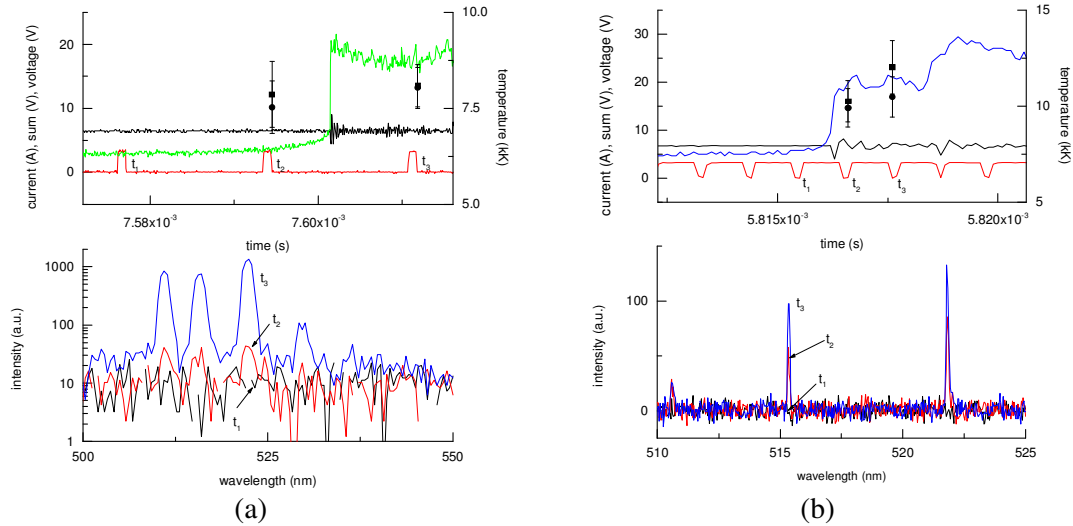 10.0
7.5
5.0
temperature (kK)
current (A), sum (V), voltage (V)
20
10
0
t1
t2
t3
7.58x10-3
7.60x10-3
time (s)
1000
100
10
1
intensity (a.u.)
t3
t2
t1
500
525
550
wavelength (nm)
(a)
15
10
5
temperature (kK)
current (A), sum (V), voltage (V)
35
30
20
10
0
t1
t2
t3
5.815x10-3
5.820x10-3
time (s)
100
0
intensity (a.u.)
t3
t2
t1
510
515
520
525
wavelength (nm)
(b)